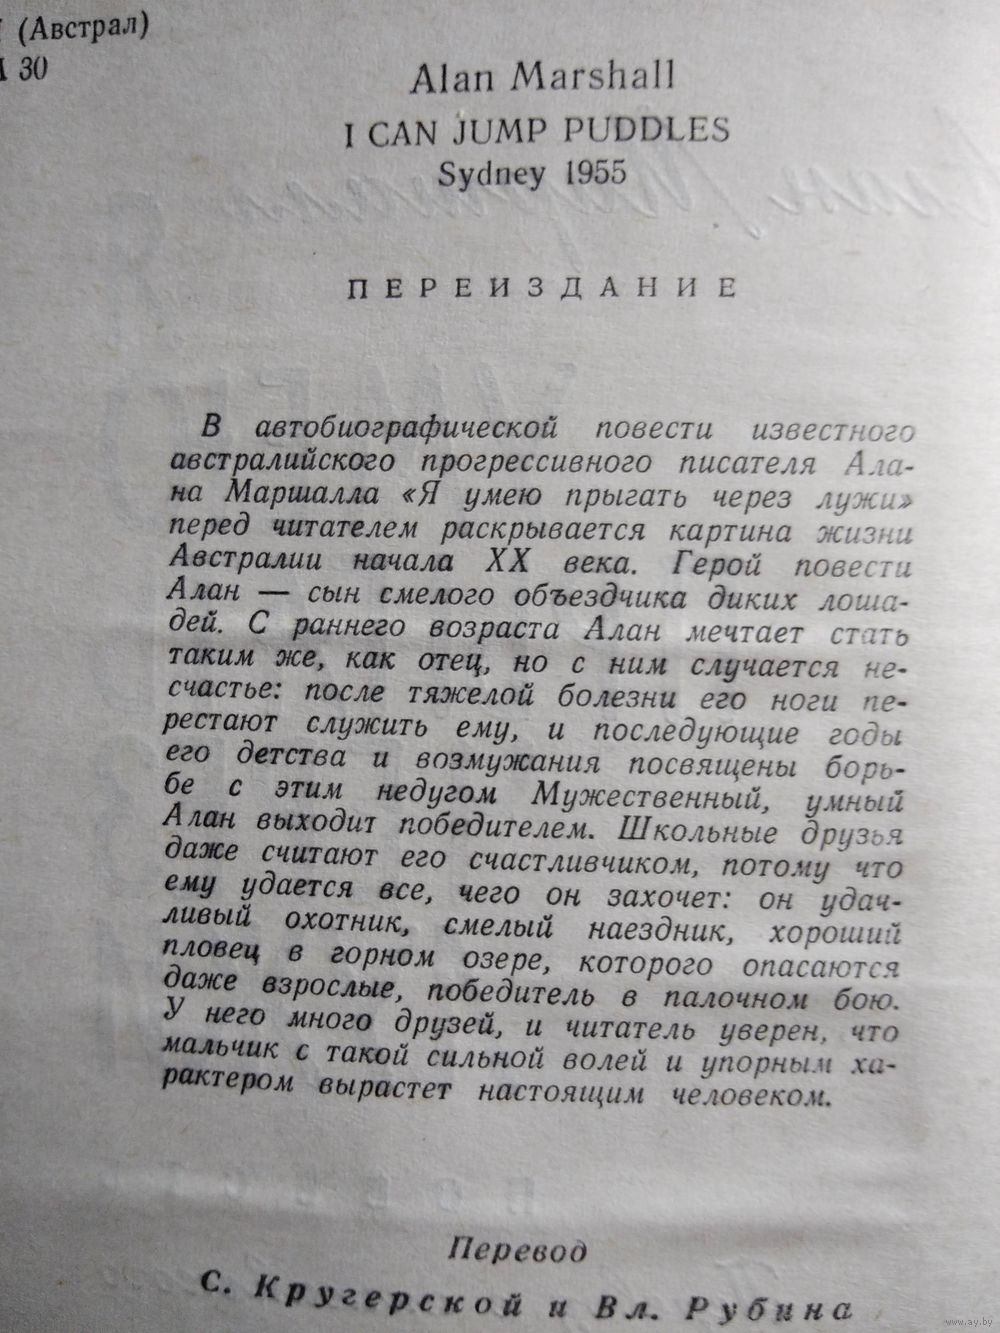 (Австрал)
30
Alan Marshall
I CAN JUMP PUDDLES
Sydney 1955
ПЕРЕИЗДАНИЕ
В автобиографической повести известного
австралийского прогрессивного писателя Ала-
на Маршалла «Я умею прыгать через лужи»
перед читателем раскрывается картина жизни
Австралии начала XX века. Герой повести
Алан — сын смелого объездчика диких лоша-
дей. С раннего возраста Алан мечтает стать
таким же, как отец, но с ним случается не-
счастье: после тяжелой болезни его ноги пе-
рестают служить ему, и последующие годы
его детства и возмужания посвящены борь-
бе с этим недугом Мужественный, умный
Алан выходит победителем. Школьные друзья
даже считают его счастливчиком, потому что
ему удается все, чего он захочет: он удач-
ливый охотник, смелый наездник, хороший
пловец в горном озере, которого опасаются
даже взрослые, победитель в палочном бою.
У него много друзей, и читатель уверен, что
мальчик с такой сильной волей и упорным ха-
рактером вырастет настоящим человеком.
Перевод
С. Кругерской и Вл. Рубина
www.ay.by